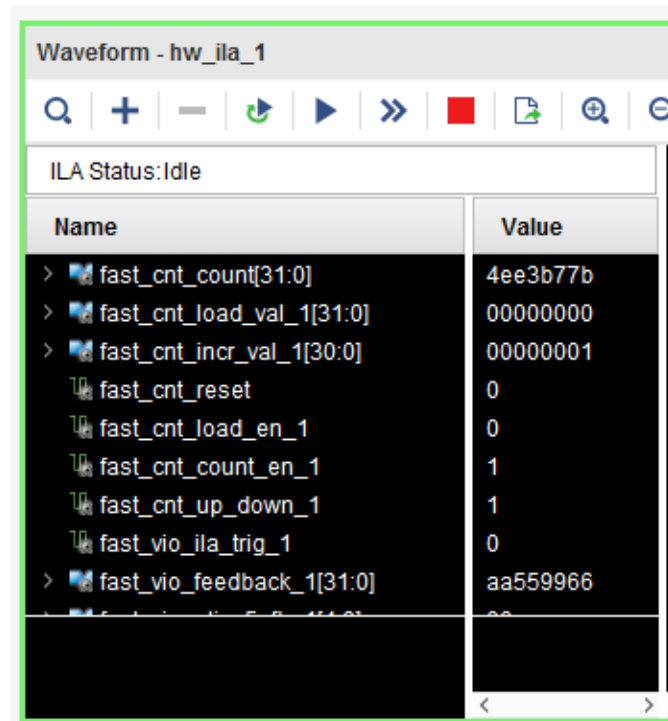 Waveform - hw_ila_1
ILA Status:Idle
Name Value
fast_cnt_count[31:0] 4ee3b77b
fast_cnt_load_val_1[31:0] 00000000
fast_cnt_incr_val_1[30:0] 00000001
fast_cnt_reset 0
fast_cnt_load_en_1 0
fast_cnt_count_en_1 1
fast_cnt_up_down_1 1
fast_vio_ila_trig_1 0
fast_vio_feedback_1[31:0] aa559966